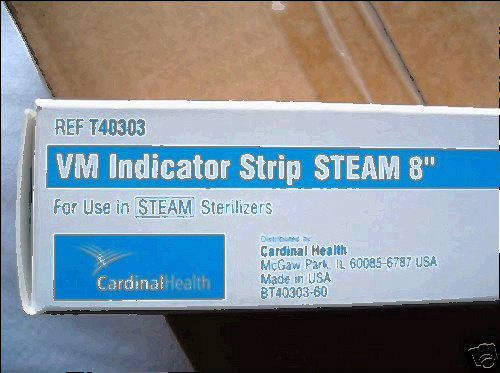 REF T40303
VM Indicator Strip STEAM 8"
For Use in STEAM Sterilizers
CardinalHealth
Distributed by
Cardinal Health
McGaw Park, IL 60085-6787 USA
Made in USA
BT40303-60